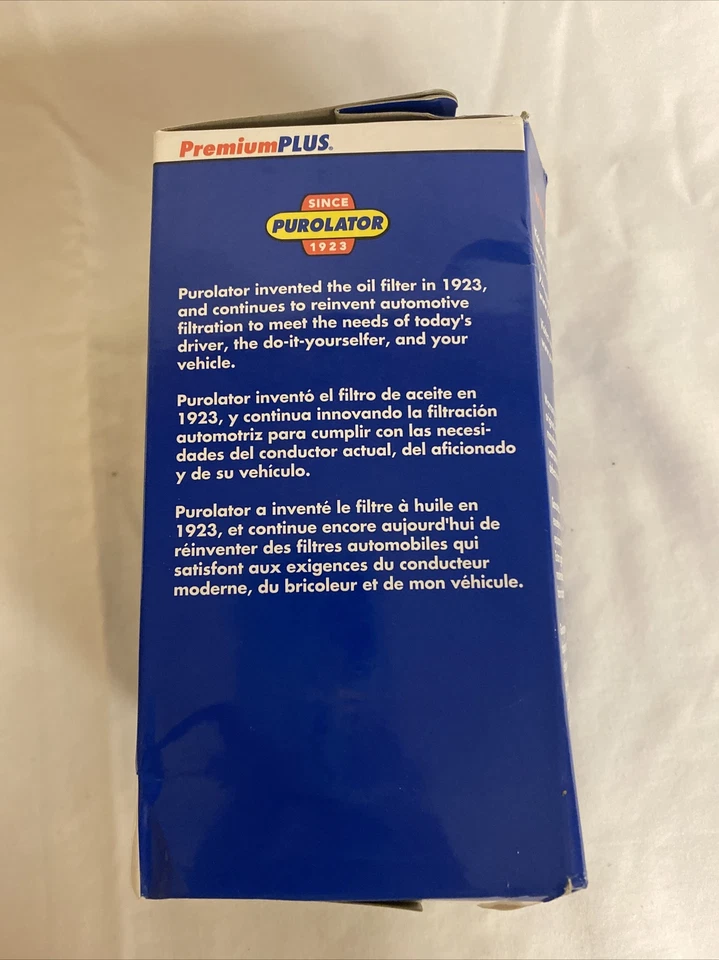 PremiumPLUS®
SINCE
PUROLATOR
1923
Purolator invented the oil filter in 1923,
and continues to reinvent automotive
filtration to meet the needs of today's
driver, the do-it-yourselfer, and your
vehicle.
Purolator inventó el filtro de aceite en
1923, y continua innovando la filtración
automotriz para cumplir con las necesi-
dades del conductor actual, del aficionado
y de su vehículo.
Purolator a inventé le filtre à huile en
1923, et continue encore aujourd'hui de
réinventer des filtres automobiles qui
satisfont aux exigences du conducteur
moderne, du bricoleur et de mon véhicule.